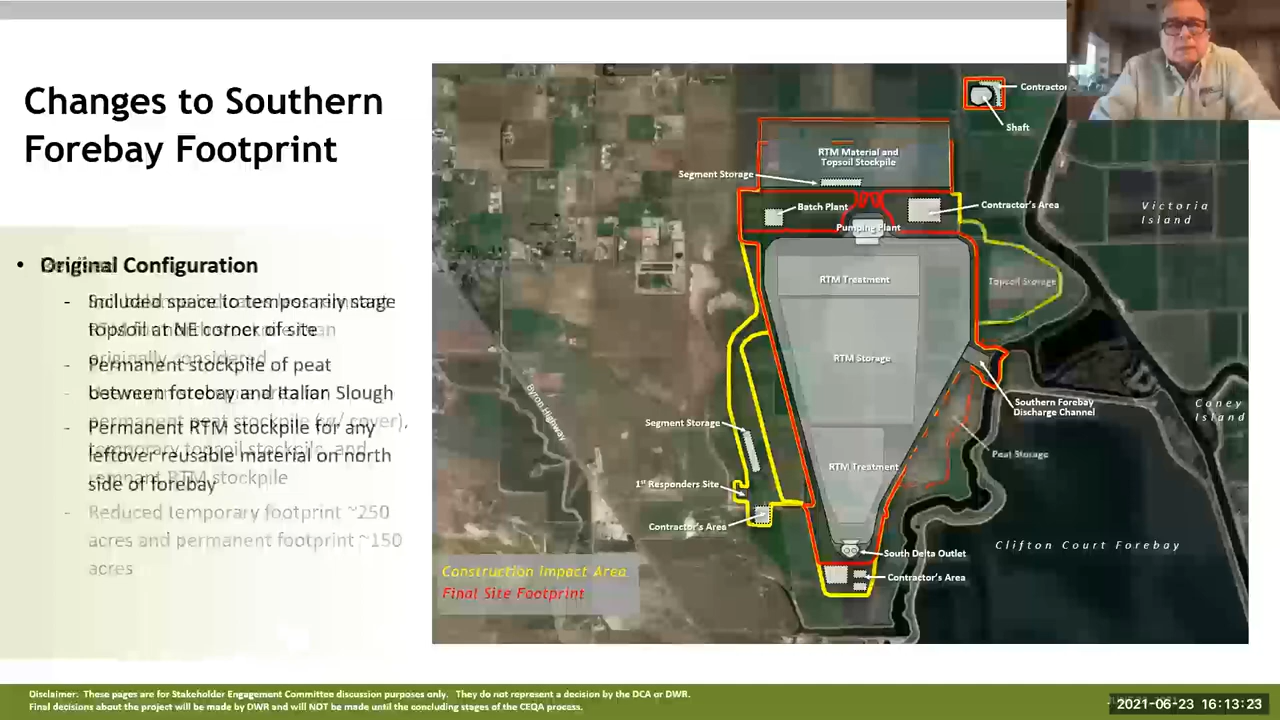 Changes to Southern
Forebay Footprint
• Original Configuration
- Included space to temporarily stage
topsoil at NE corner of site
- Permanent stockpile of peat
between forebay and Italian Slough
- Permanent RTM stockpile for any
leftover reusable material on north
side of forebay
- Reduced temporary footprint ~250
acres and permanent footprint ~150
acres
Contractor
Shaft
RTM Material and
Topsoil Stockpile
Segment Storage
Batch Plant
Contractor's Area
Pumping Plant
Victoria
Island
RTM Treatment
Topsoil Storage
RTM Storage
Byron Highway
Southern Forebay
Discharge Channel
Coney
Island
Segment Storage
Peat Storage
RTM Treatment
1st Responders Site
Contractor's Area
Clifton Court Forebay
South Delta Outlet
Contractor's Area
Construction Impact Area
Final Site Footprint
Disclaimer: These pages are for Stakeholder Engagement Committee discussion purposes only. They do not represent a decision by the DCA or DWR.
Final decisions about the project will be made by DWR and will NOT be made until the concluding stages of the CEQA process.
2021-06-23 16:13:23